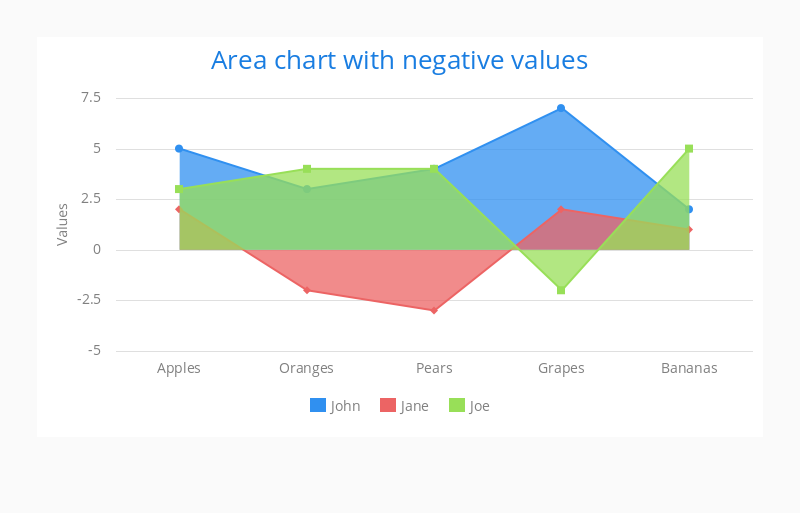 Area chart with negative values
Values
7.5
5
2.5
0
-2.5
-5
Apples Oranges Pears Grapes Bananas
John Jane Joe